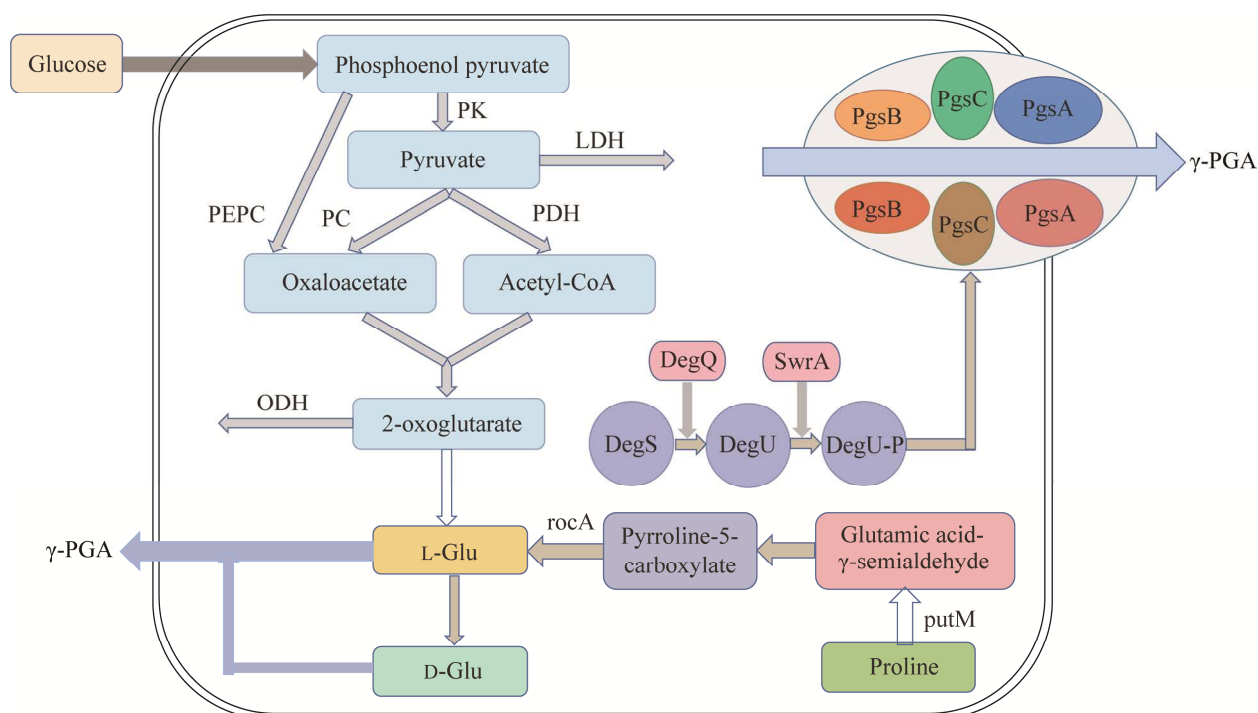 Glucose
Phosphoenol pyruvate
PK
Pyruvate
LDH
PEPC
PC
PDH
Oxaloacetate
Acetyl-CoA
ODH
2-oxoglutarate
PgsB
PgsC
PgsA
γ-PGA
PgsB
PgsC
PgsA
DegQ
SwrA
DegS
DegU
DegU-P
γ-PGA
L-Glu
rocA
Pyrroline-5-
carboxylate
Glutamic acid-
γ-semialdehyde
putM
D-Glu
Proline